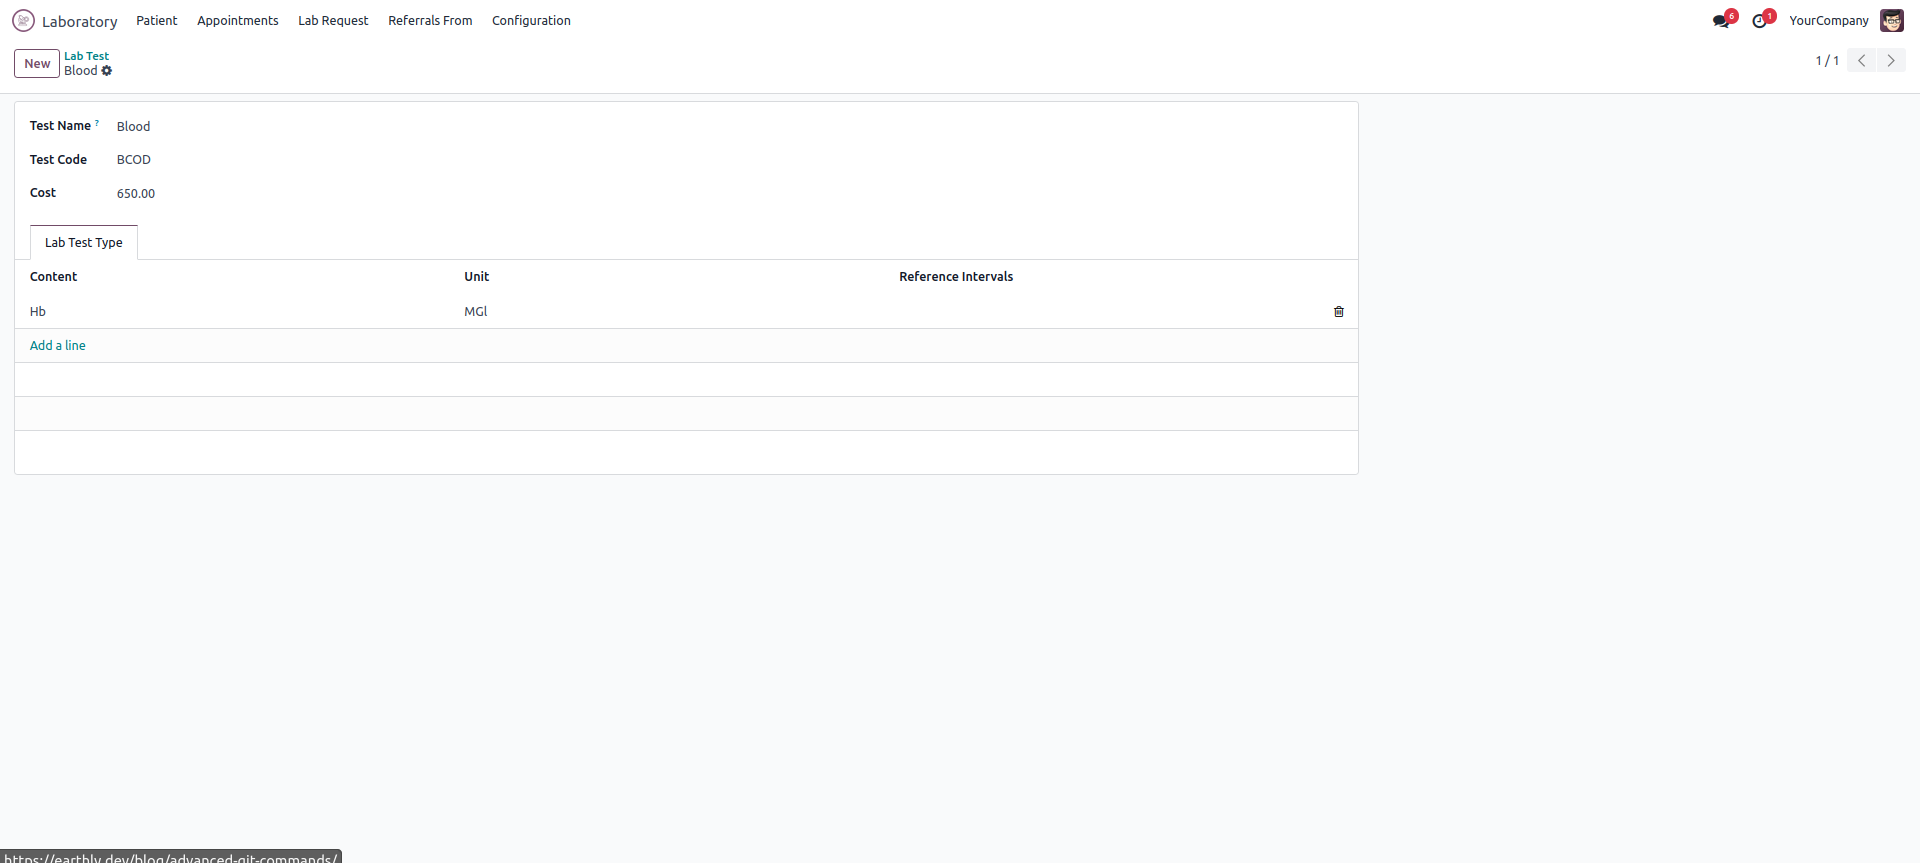 Laboratory Patient Appointments Lab Request Referrals From Configuration 6 1 YourCompany
New Lab Test
Blood
1 / 1
Test Name ? Blood
Test Code BCOD
Cost 650.00
Lab Test Type
Content Unit Reference Intervals
Hb MGl
Add a line
https://earthly.dev/blog/advanced-git-commands/